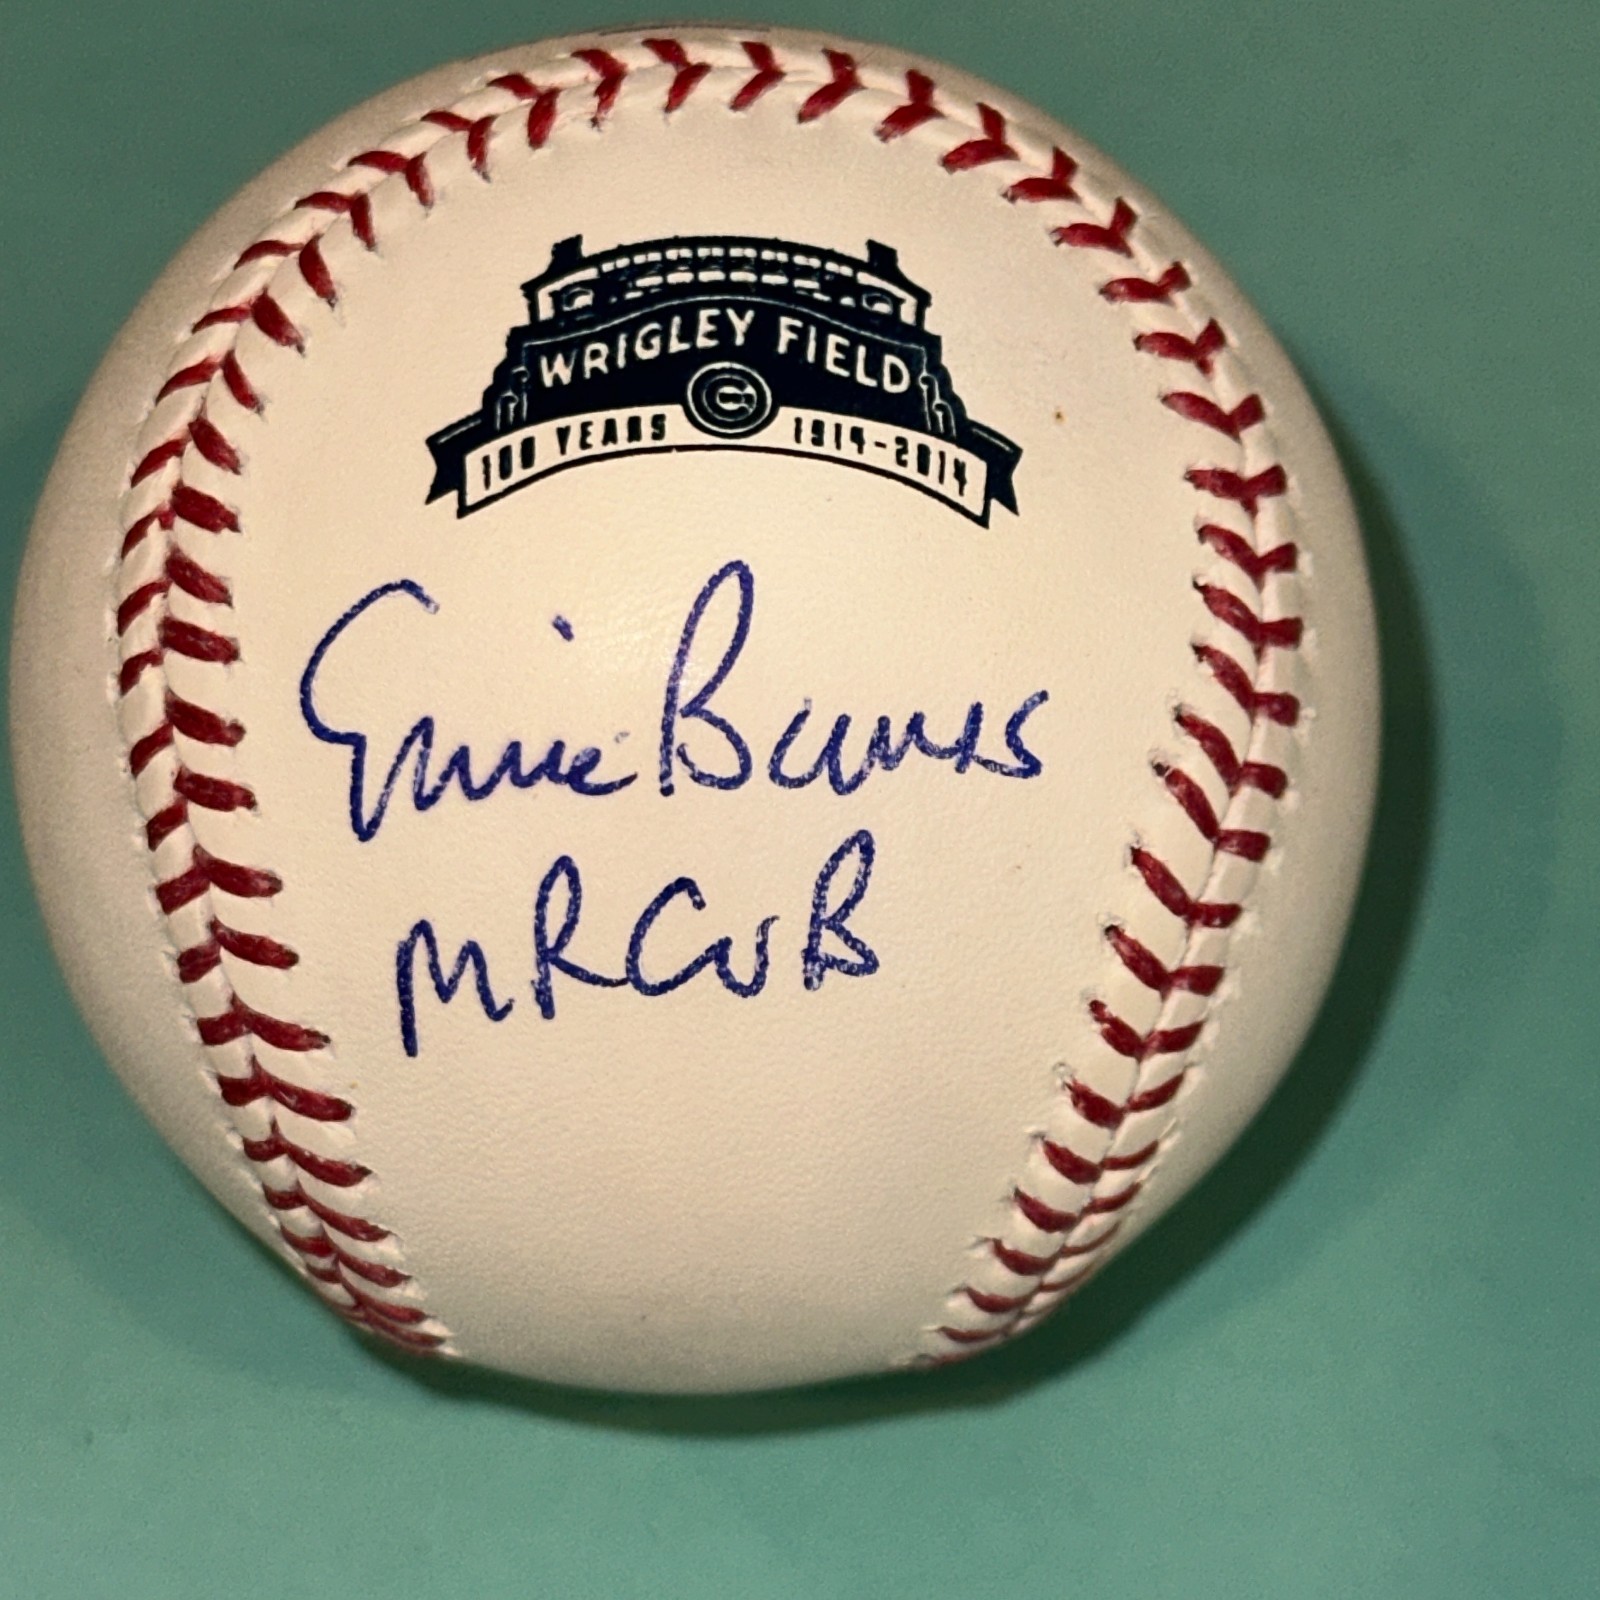 WRIGLEY FIELD
100 YEARS 1914-2014
Ernie Banks
MR CUB